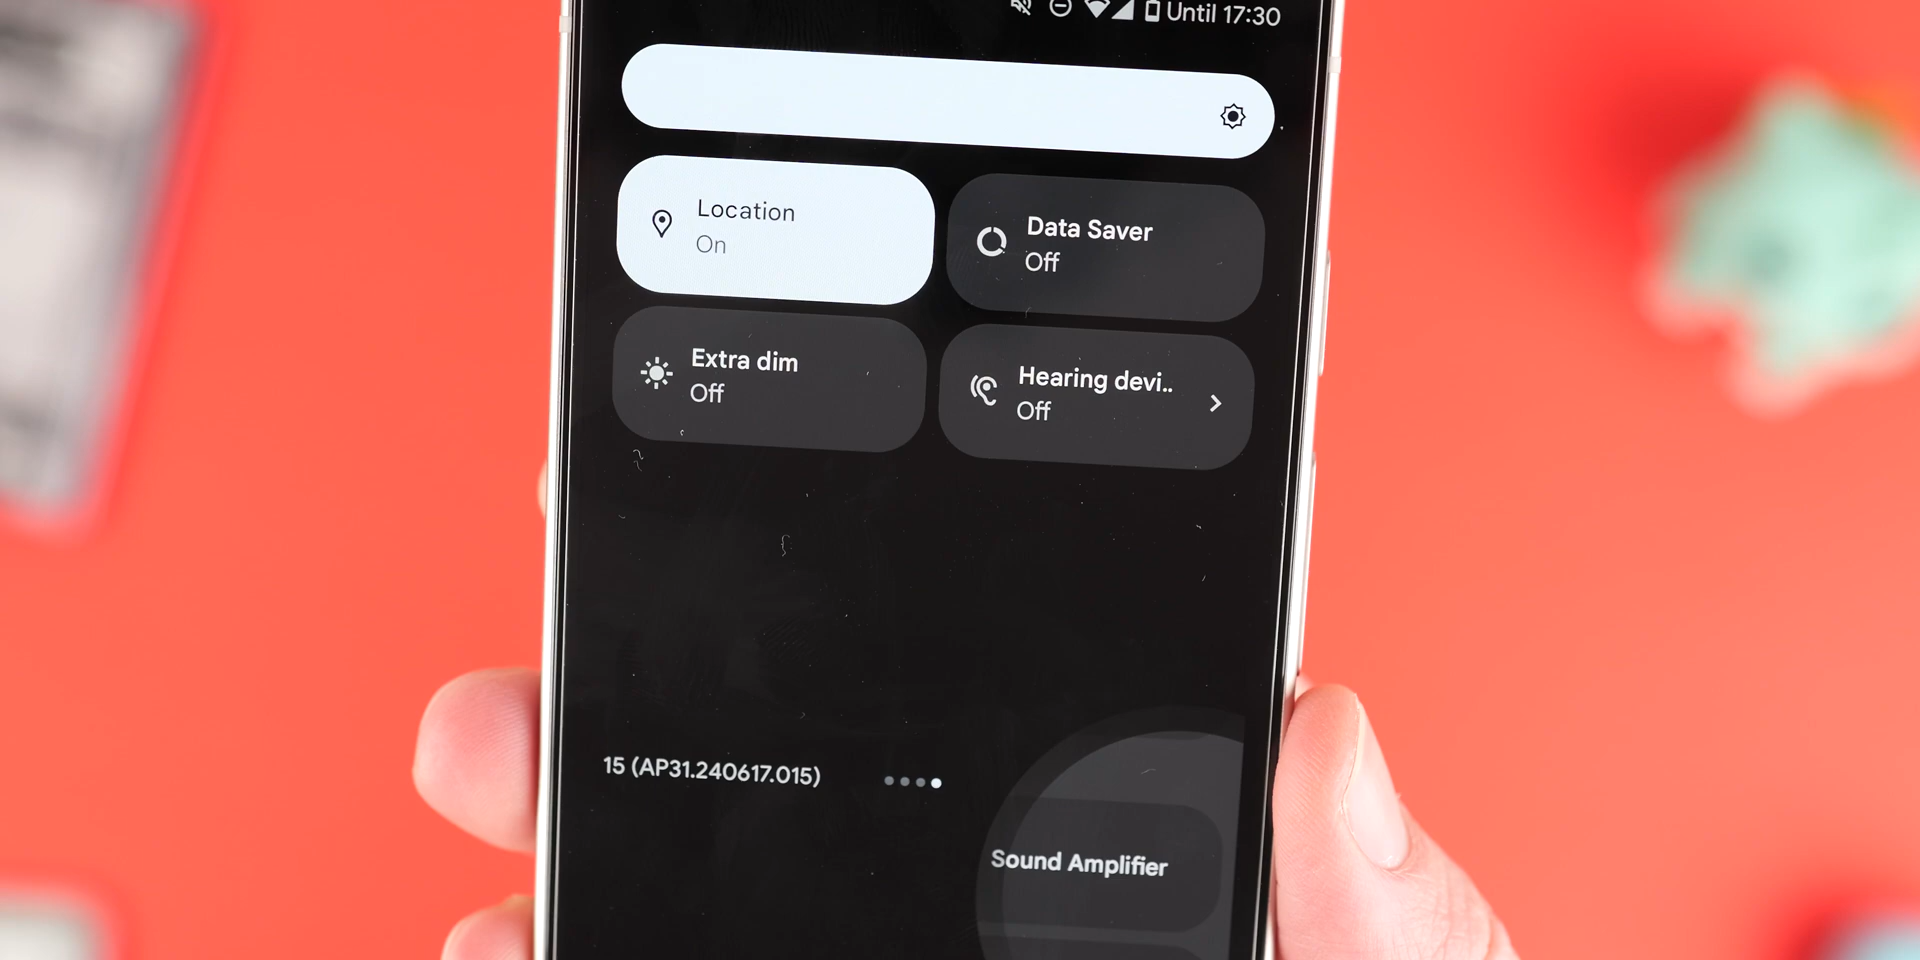 Until 17:30
Location
On
Data Saver
Off
Extra dim
Off
Hearing devi..
Off
15 (AP31.240617.015)
Sound Amplifier